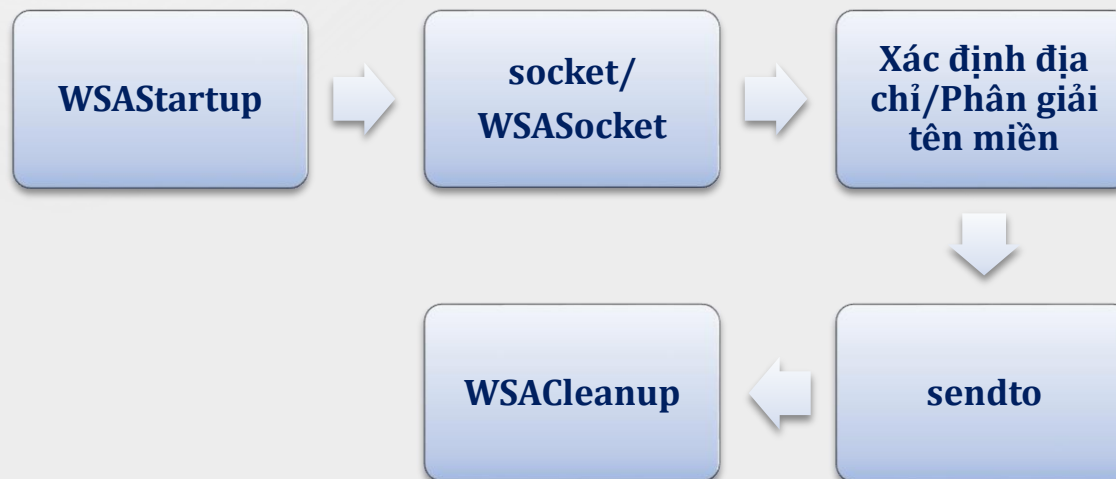 WSAStartup
socket/
WSASocket
Xác định địa
chỉ/Phân giải
tên miền
WSACleanup
sendto